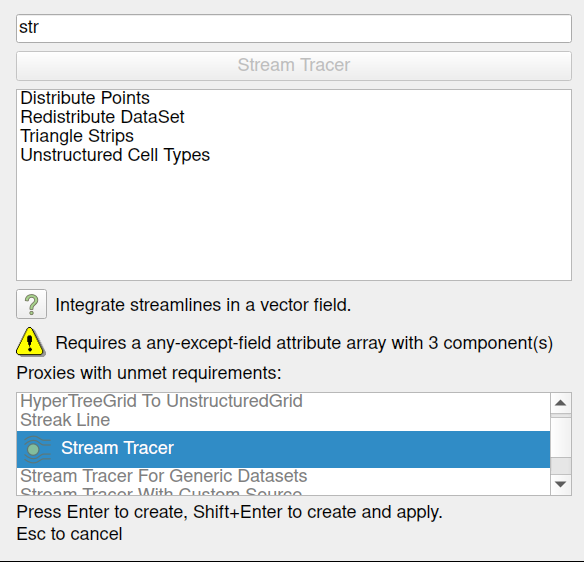 str
Stream Tracer
Distribute Points
Redistribute DataSet
Triangle Strips
Unstructured Cell Types
Integrate streamlines in a vector field.
Requires a any-except-field attribute array with 3 component(s)
Proxies with unmet requirements:
HyperTreeGrid To UnstructuredGrid
Streak Line
Stream Tracer
Stream Tracer For Generic Datasets
Stream Tracer With Custom Source
Press Enter to create, Shift+Enter to create and apply.
Esc to cancel